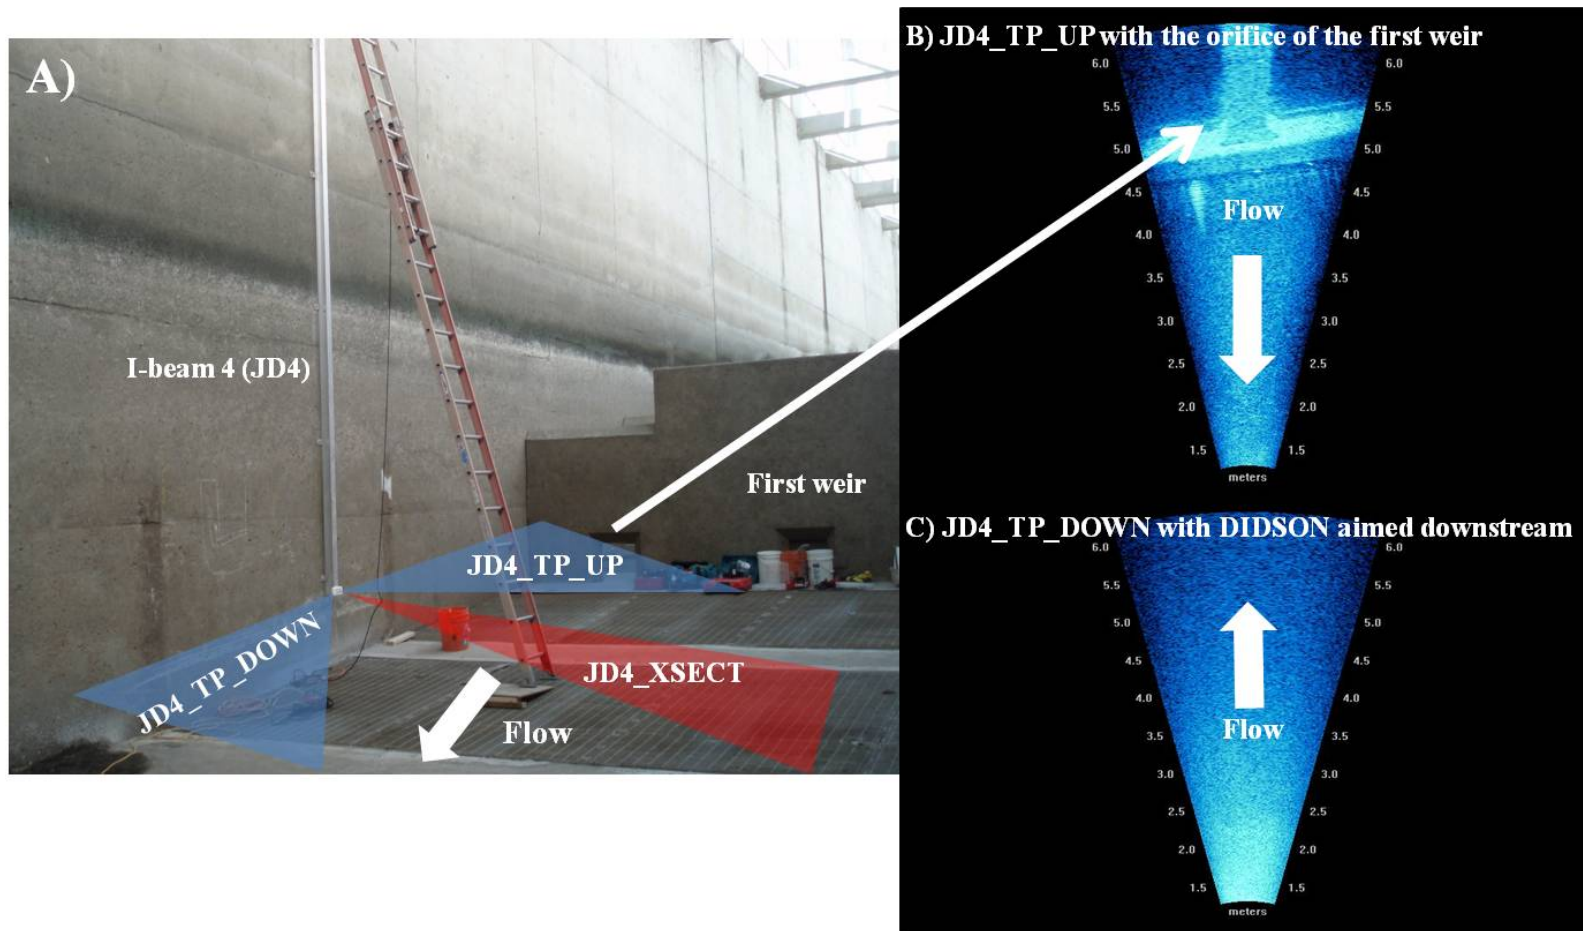 A)
I-beam 4 (JD4)
First weir
JD4_TP_UP
JD4_TP_DOWN
JD4_XSECT
Flow
B) JD4_TP_UP with the orifice of the first weir
6.0 6.0
5.5 5.5
5.0 5.0
4.5 4.5
Flow
4.0 4.0
3.5 3.5
3.0 3.0
2.5 2.5
2.0 2.0
1.5 1.5
meters
C) JD4_TP_DOWN with DIDSON aimed downstream
6.0 6.0
5.5 5.5
5.0 5.0
4.5 4.5
4.0 4.0
Flow
3.5 3.5
3.0 3.0
2.5 2.5
2.0 2.0
1.5 1.5
meters